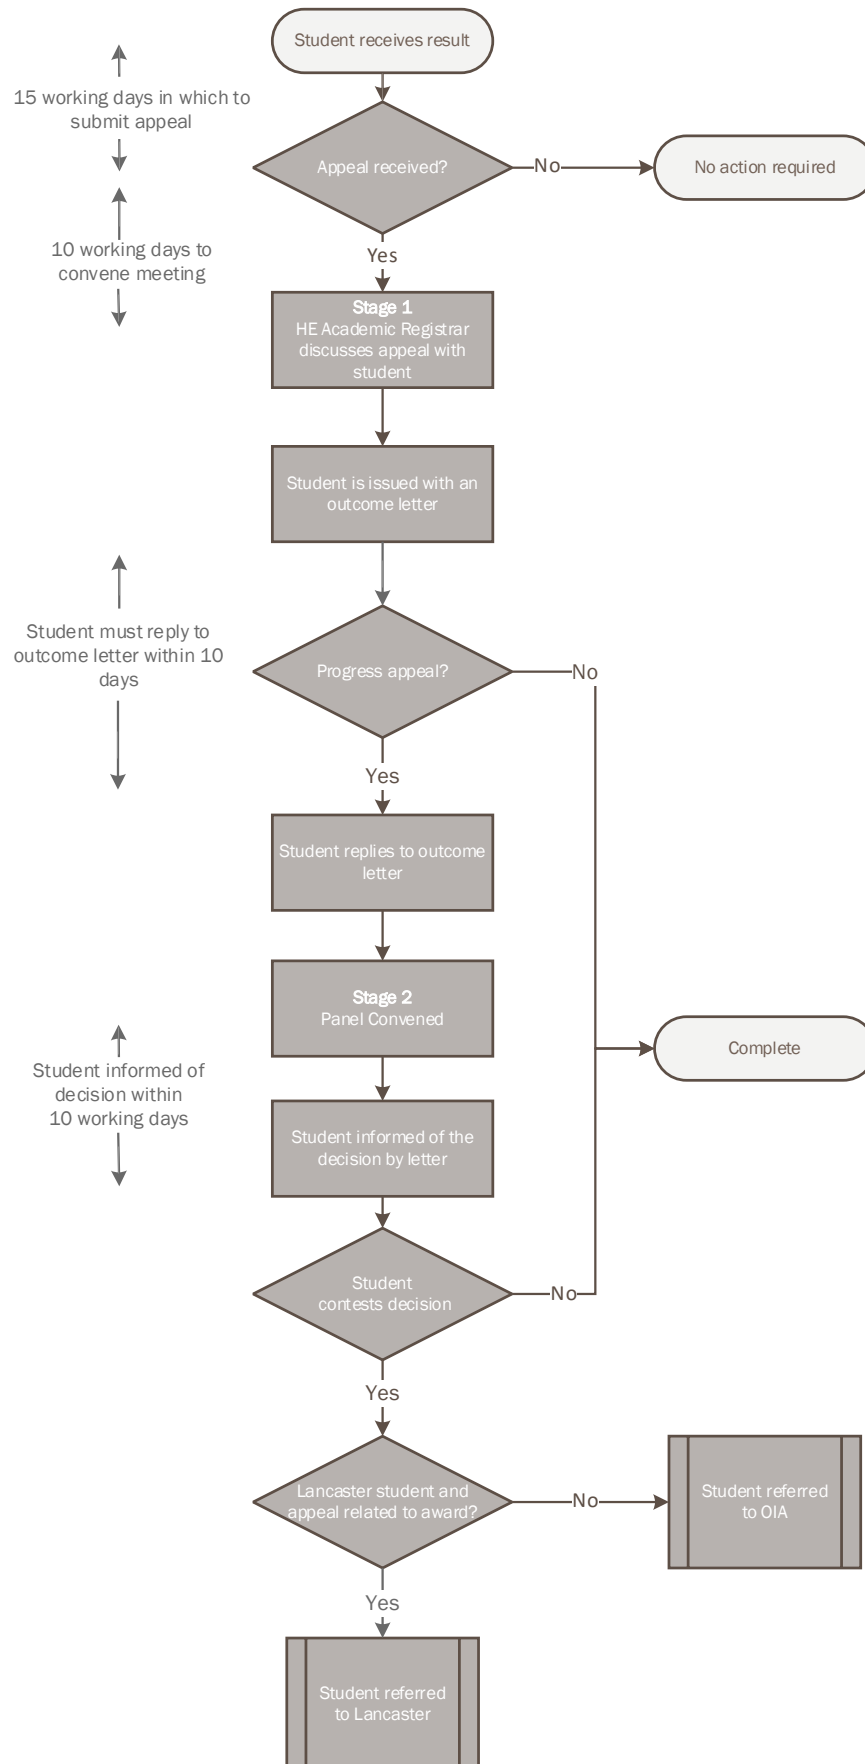 Student receives result
15 working days in which to
submit appeal
Appeal received?
No
No action required
10 working days to
convene meeting
Yes
Stage 1
HE Academic Registrar
discusses appeal with
student
Student is issued with an
outcome letter
Student must reply to
outcome letter within 10
days
Progress appeal?
No
Yes
Student replies to outcome
letter
Stage 2
Panel Convened
Complete
Student informed of
decision within
10 working days
Student informed of the
decision by letter
Student
contests decision
No
Yes
Lancaster student and
appeal related to award?
No
Student referred
to OIA
Yes
Student referred
to Lancaster